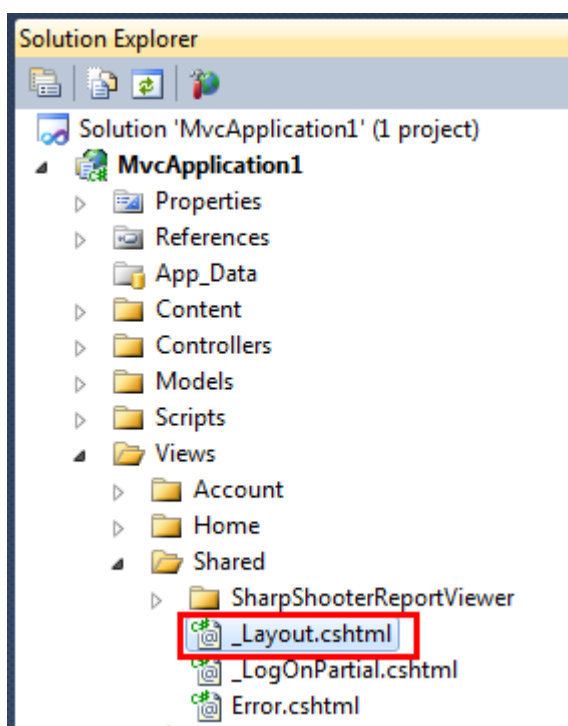 Solution Explorer
Solution 'MvcApplication1' (1 project)
MvcApplication1
Properties
References
App_Data
Content
Controllers
Models
Scripts
Views
Account
Home
Shared
SharpShooterReportViewer
_Layout.cshtml
_LogOnPartial.cshtml
Error.cshtml